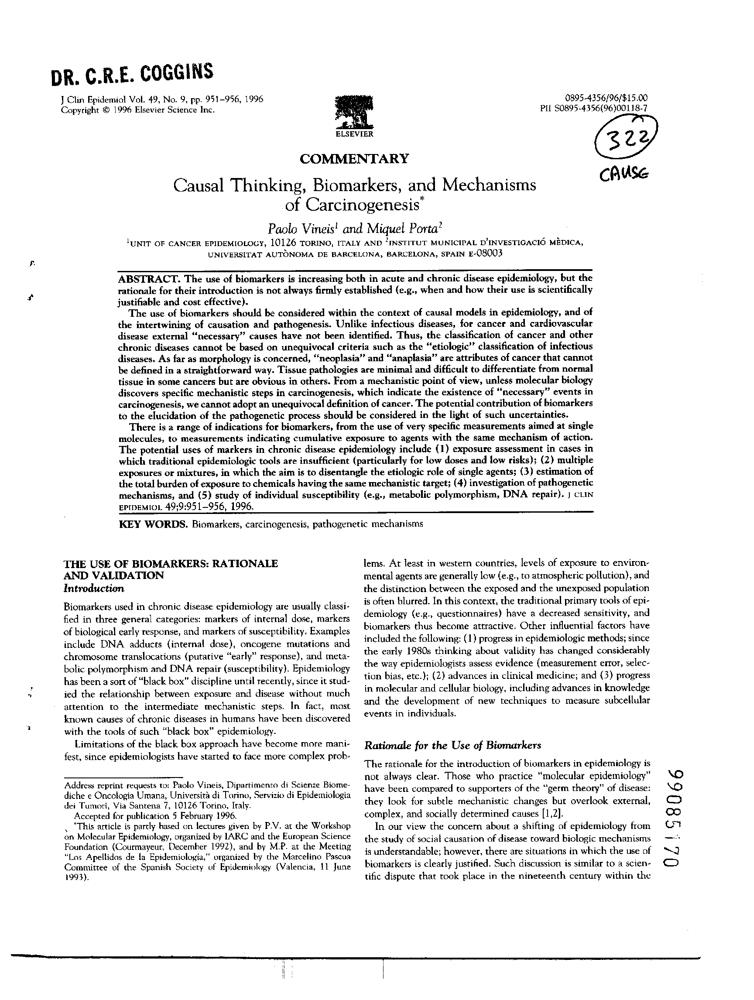 DR. C.R.E. COGGINS
J Clin Epidemiol Vol. 49, No. 9, pp. 951–956, 1996
Copyright © 1996 Elsevier Science Inc.
ELSEVIER
0895-4356/96/$15.00
PII S0895-4356(96)00118-7
322
CAUSE
COMMENTARY
Causal Thinking, Biomarkers, and Mechanisms
of Carcinogenesis*
Paolo Vineis1 and Miquel Porta2
1UNIT OF CANCER EPIDEMIOLOGY, 10126 TORINO, ITALY AND 2INSTITUT MUNICIPAL D'INVESTIGACIÓ MÈDICA,
UNIVERSITAT AUTÒNOMA DE BARCELONA, BARCELONA, SPAIN E-08003
ABSTRACT. The use of biomarkers is increasing both in acute and chronic disease epidemiology, but the
rationale for their introduction is not always firmly established (e.g., when and how their use is scientifically
justifiable and cost effective).
The use of biomarkers should be considered within the context of causal models in epidemiology, and of
the intertwining of causation and pathogenesis. Unlike infectious diseases, for cancer and cardiovascular
disease external "necessary" causes have not been identified. Thus, the classification of cancer and other
chronic diseases cannot be based on unequivocal criteria such as the "etiologic" classification of infectious
diseases. As far as morphology is concerned, "neoplasia" and "anaplasia" are attributes of cancer that cannot
be defined in a straightforward way. Tissue pathologies are minimal and difficult to differentiate from normal
tissue in some cancers but are obvious in others. From a mechanistic point of view, unless molecular biology
discovers specific mechanistic steps in carcinogenesis, which indicate the existence of "necessary" events in
carcinogenesis, we cannot adopt an unequivocal definition of cancer. The potential contribution of biomarkers
to the elucidation of the pathogenetic process should be considered in the light of such uncertainties.
There is a range of indications for biomarkers, from the use of very specific measurements aimed at single
molecules, to measurements indicating cumulative exposure to agents with the same mechanism of action.
The potential uses of markers in chronic disease epidemiology include (1) exposure assessment in cases in
which traditional epidemiologic tools are insufficient (particularly for low doses and low risks); (2) multiple
exposures or mixtures, in which the aim is to disentangle the etiologic role of single agents; (3) estimation of
the total burden of exposure to chemicals having the same mechanistic target; (4) investigation of pathogenetic
mechanisms, and (5) study of individual susceptibility (e.g., metabolic polymorphism, DNA repair). J CLIN
EPIDEMIOL 49;9:951–956, 1996.
KEY WORDS. Biomarkers, carcinogenesis, pathogenetic mechanisms
THE USE OF BIOMARKERS: RATIONALE
AND VALIDATION
Introduction
Biomarkers used in chronic disease epidemiology are usually classi-
fied in three general categories: markers of internal dose, markers
of biological early response, and markers of susceptibility. Examples
include DNA adducts (internal dose), oncogene mutations and
chromosome translocations (putative "early" response), and meta-
bolic polymorphism and DNA repair (susceptibility). Epidemiology
has been a sort of "black box" discipline until recently, since it stud-
ied the relationship between exposure and disease without much
attention to the intermediate mechanistic steps. In fact, most
known causes of chronic diseases in humans have been discovered
with the tools of such "black box" epidemiology.
Limitations of the black box approach have become more mani-
fest, since epidemiologists have started to face more complex prob-
Address reprint requests to: Paolo Vineis, Dipartimento di Scienze Biome-
diche e Oncologia Umana, Università di Torino, Servizio di Epidemiologia
dei Tumori, Via Santena 7, 10126 Torino, Italy.
Accepted for publication 5 February 1996.
*This article is partly based on lectures given by P.V. at the Workshop
on Molecular Epidemiology, organized by IARC and the European Science
Foundation (Courmayeur, December 1992), and by M.P. at the Meeting
"Los Apellidos de la Epidemiología," organized by the Marcelino Pascua
Committee of the Spanish Society of Epidemiology (Valencia, 11 June
1993).
lems. At least in western countries, levels of exposure to environ-
mental agents are generally low (e.g., to atmospheric pollution), and
the distinction between the exposed and the unexposed population
is often blurred. In this context, the traditional primary tools of epi-
demiology (e.g., questionnaires) have a decreased sensitivity, and
biomarkers thus become attractive. Other influential factors have
included the following: (1) progress in epidemiologic methods; since
the early 1980s thinking about validity has changed considerably
the way epidemiologists assess evidence (measurement error, selec-
tion bias, etc.); (2) advances in clinical medicine; and (3) progress
in molecular and cellular biology, including advances in knowledge
and the development of new techniques to measure subcellular
events in individuals.
Rationale for the Use of Biomarkers
The rationale for the introduction of biomarkers in epidemiology is
not always clear. Those who practice "molecular epidemiology"
have been compared to supporters of the "germ theory" of disease:
they look for subtle mechanistic changes but overlook external,
complex, and socially determined causes [1,2].
In our view the concern about a shifting of epidemiology from
the study of social causation of disease toward biologic mechanisms
is understandable; however, there are situations in which the use of
biomarkers is clearly justified. Such discussion is similar to a scien-
tific dispute that took place in the nineteenth century within the